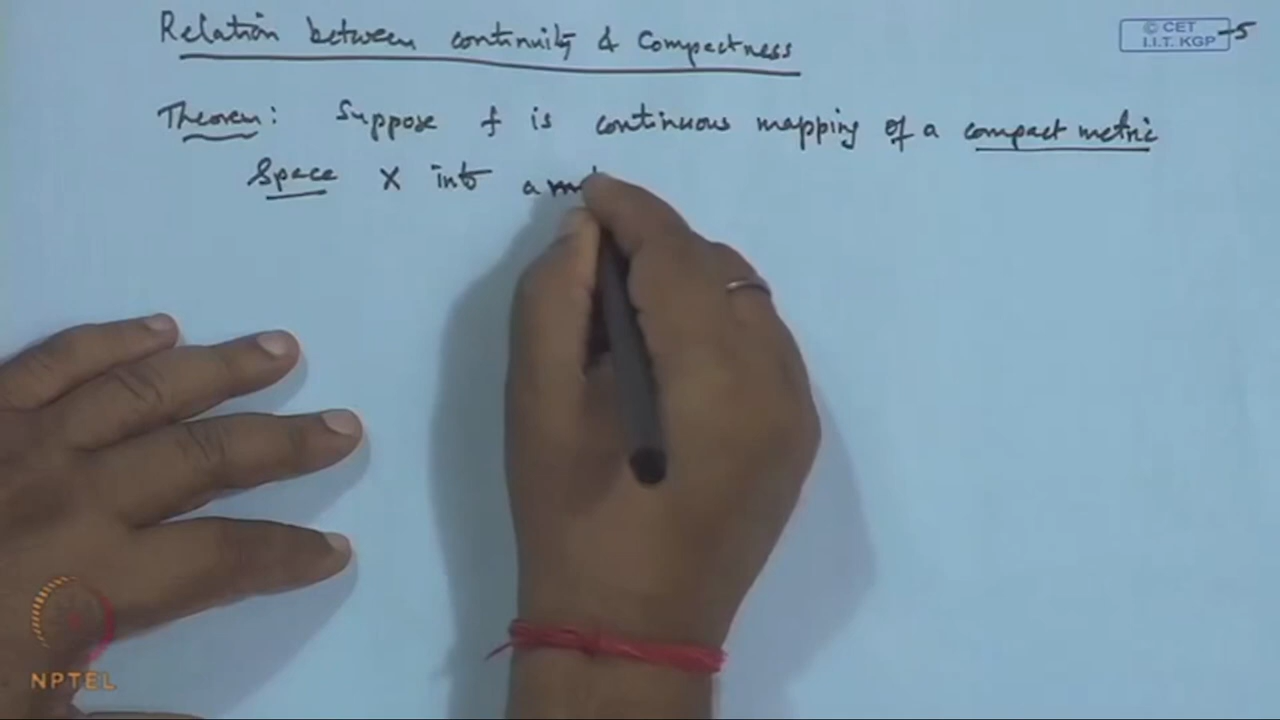 Relation between continuity & Compactness
© CET
I.I.T. KGP
-5
Theorem: Suppose f is continuous mapping of a compact metric
Space X into a
NPTEL